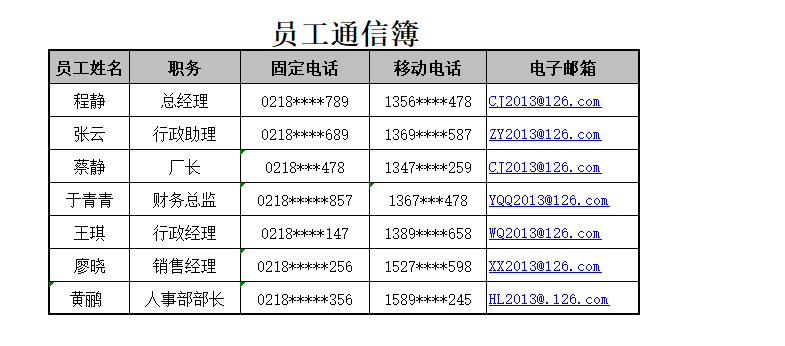 员工通信簿
员工姓名 职务 固定电话 移动电话 电子邮箱
程静 总经理 0218****789 1356****478 CJ2013@126.com
张云 行政助理 0218****689 1369****587 ZY2013@126.com
蔡静 厂长 0218***478 1347****259 CJ2013@126.com
于青青 财务总监 0218*****857 1367***478 YQQ2013@126.com
王琪 行政经理 0218****147 1389****658 WQ2013@126.com
廖晓 销售经理 0218*****256 1527****598 XX2013@126.com
黄鹂 人事部部长 0218*****356 1589****245 HL2013@.126.com